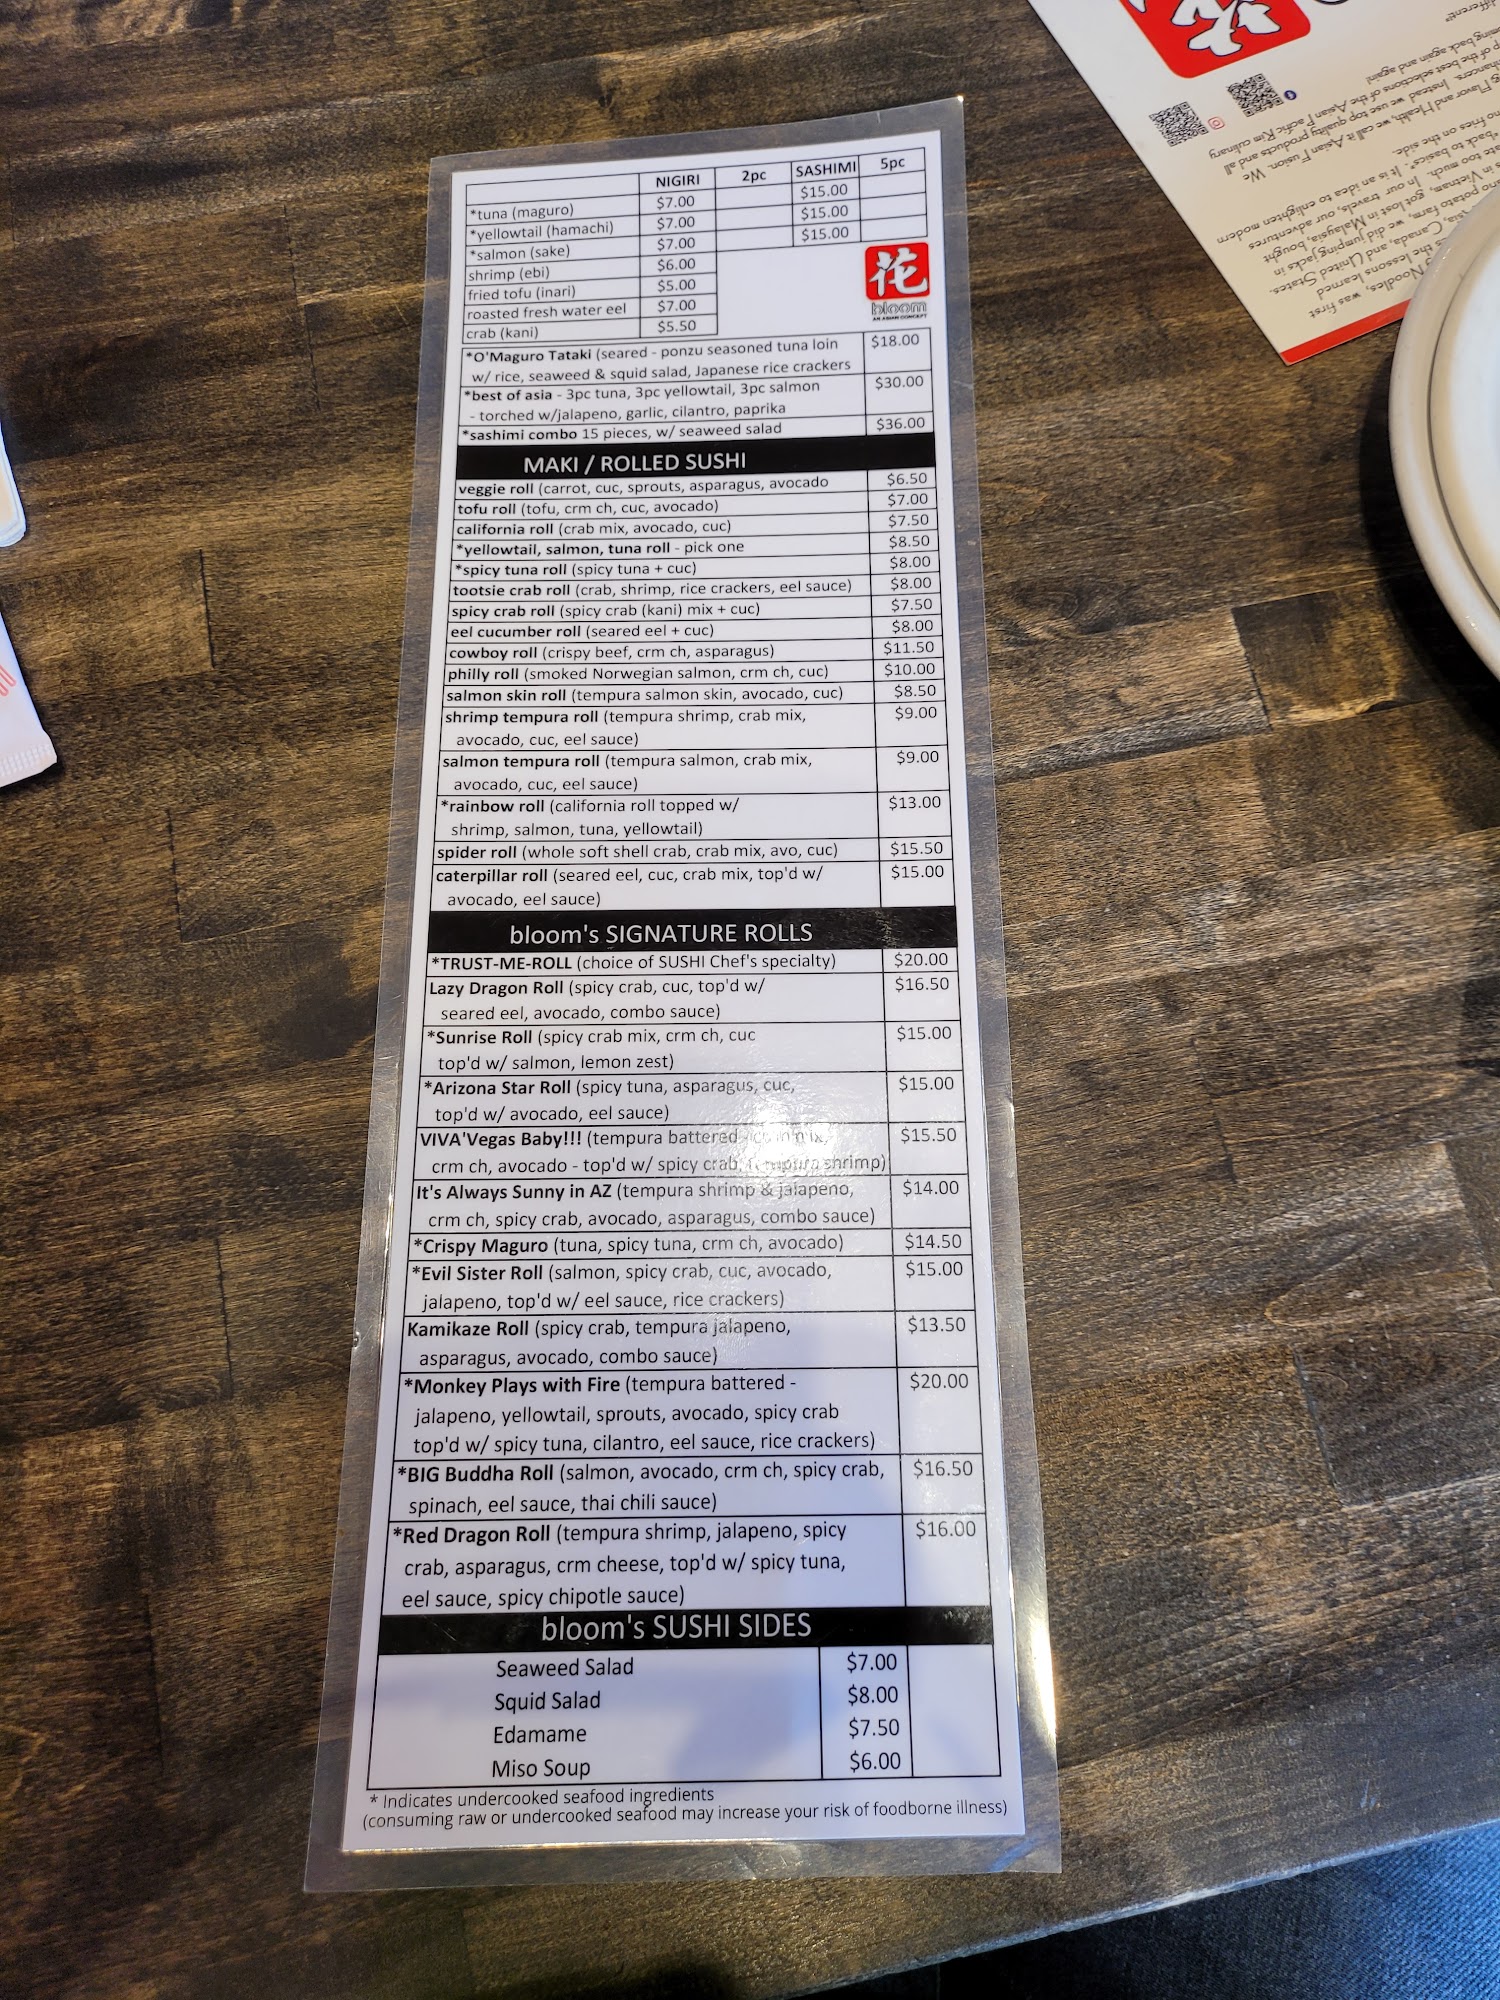 NIGIRI 2pc SASHIMI 5pc
*tuna (maguro) $7.00 $15.00
*yellowtail (hamachi) $7.00 $15.00
*salmon (sake) $7.00 $15.00
shrimp (ebi) $6.00
fried tofu (inari) $5.00
roasted fresh water eel $7.00
crab (kani) $5.50
花
bloom
AN ASIAN CONCEPT
*O'Maguro Tataki (seared - ponzu seasoned tuna loin $18.00
w/ rice, seaweed & squid salad, Japanese rice crackers
*best of asia - 3pc tuna, 3pc yellowtail, 3pc salmon $30.00
- torched w/jalapeno, garlic, cilantro, paprika
*sashimi combo 15 pieces, w/ seaweed salad $36.00
MAKI / ROLLED SUSHI
veggie roll (carrot, cuc, sprouts, asparagus, avocado $6.50
tofu roll (tofu, crm ch, cuc, avocado) $7.00
california roll (crab mix, avocado, cuc) $7.50
*yellowtail, salmon, tuna roll - pick one $8.50
*spicy tuna roll (spicy tuna + cuc) $8.00
tootsie crab roll (crab, shrimp, rice crackers, eel sauce) $8.00
spicy crab roll (spicy crab (kani) mix + cuc) $7.50
eel cucumber roll (seared eel + cuc) $8.00
cowboy roll (crispy beef, crm ch, asparagus) $11.50
philly roll (smoked Norwegian salmon, crm ch, cuc) $10.00
salmon skin roll (tempura salmon skin, avocado, cuc) $8.50
shrimp tempura roll (tempura shrimp, crab mix, $9.00
avocado, cuc, eel sauce)
salmon tempura roll (tempura salmon, crab mix, $9.00
avocado, cuc, eel sauce)
*rainbow roll (california roll topped w/ $13.00
shrimp, salmon, tuna, yellowtail)
spider roll (whole soft shell crab, crab mix, avo, cuc) $15.50
caterpillar roll (seared eel, cuc, crab mix, top'd w/ $15.00
avocado, eel sauce)
bloom's SIGNATURE ROLLS
*TRUST-ME-ROLL (choice of SUSHI Chef's specialty) $20.00
Lazy Dragon Roll (spicy crab, cuc, top'd w/ $16.50
seared eel, avocado, combo sauce)
*Sunrise Roll (spicy crab mix, crm ch, cuc $15.00
top'd w/ salmon, lemon zest)
*Arizona Star Roll (spicy tuna, asparagus, cuc, $15.00
top'd w/ avocado, eel sauce)
VIVA'Vegas Baby!!! (tempura battered - mix, $15.50
crm ch, avocado - top'd w/ spicy crab, tempura shrimp)
It's Always Sunny in AZ (tempura shrimp & jalapeno, $14.00
crm ch, spicy crab, avocado, asparagus, combo sauce)
*Crispy Maguro (tuna, spicy tuna, crm ch, avocado) $14.50
*Evil Sister Roll (salmon, spicy crab, cuc, avocado, $15.00
jalapeno, top'd w/ eel sauce, rice crackers)
Kamikaze Roll (spicy crab, tempura jalapeno, $13.50
asparagus, avocado, combo sauce)
*Monkey Plays with Fire (tempura battered - $20.00
jalapeno, yellowtail, sprouts, avocado, spicy crab
top'd w/ spicy tuna, cilantro, eel sauce, rice crackers)
*BIG Buddha Roll (salmon, avocado, crm ch, spicy crab, $16.50
spinach, eel sauce, thai chili sauce)
*Red Dragon Roll (tempura shrimp, jalapeno, spicy $16.00
crab, asparagus, crm cheese, top'd w/ spicy tuna,
eel sauce, spicy chipotle sauce)
bloom's SUSHI SIDES
Seaweed Salad $7.00
Squid Salad $8.00
Edamame $7.50
Miso Soup $6.00
* Indicates undercooked seafood ingredients
(consuming raw or undercooked seafood may increase your risk of foodborne illness)